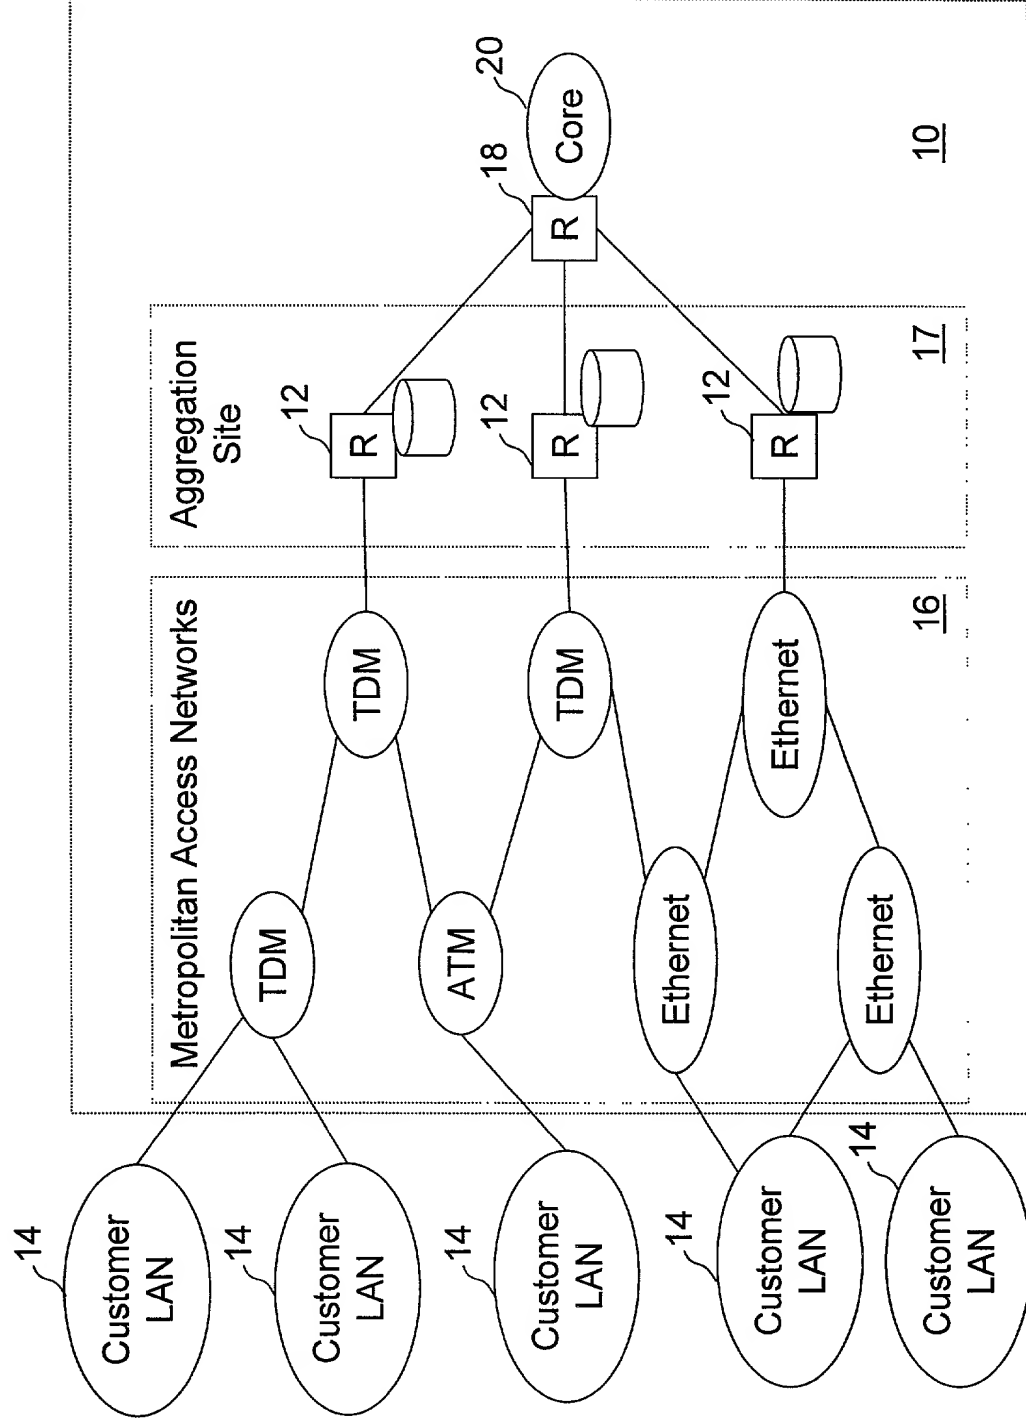 Customer
LAN
14
Customer
LAN
14
Customer
LAN
14
Customer
LAN
14
Customer
LAN
14
Metropolitan Access Networks
TDM
ATM
Ethernet
Ethernet
TDM
TDM
Ethernet
16
Aggregation
Site
R
12
R
12
R
12
17
R
18
Core
20
10